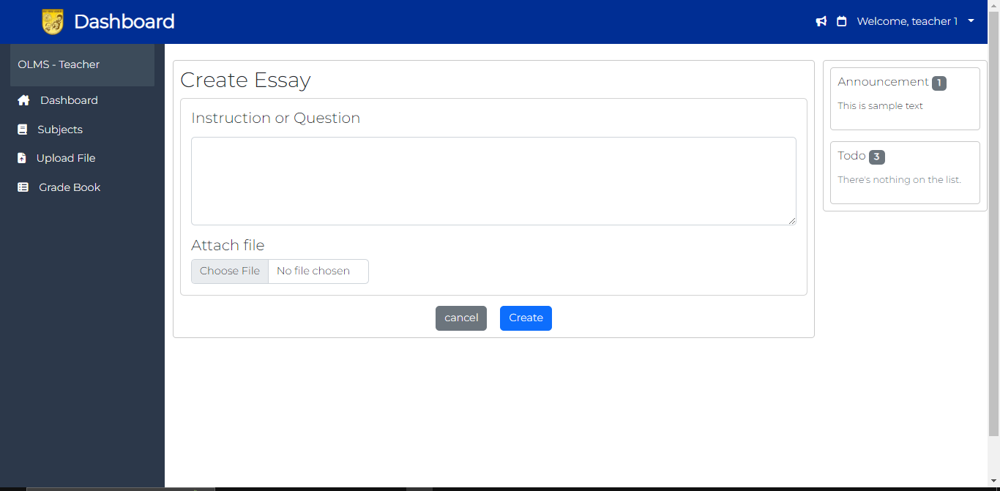 Dashboard
Welcome, teacher 1
OLMS - Teacher
Dashboard
Subjects
Upload File
Grade Book
Create Essay
Instruction or Question
Attach file
Choose File No file chosen
cancel Create
Announcement 1
This is sample text
Todo 3
There's nothing on the list.